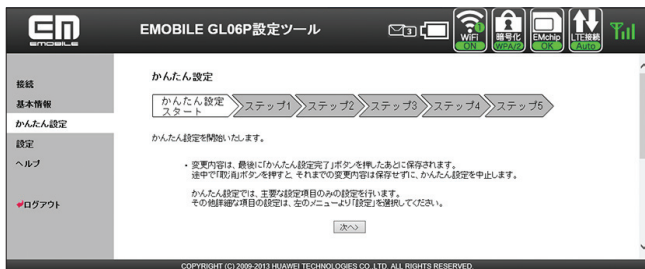 EM
EMOBILE
EMOBILE GL06P設定ツール
3
1
WiFi
ON
暗号化
WPA/2
EMchip
OK
LTE接続
Auto
接続
基本情報
かんたん設定
設定
ヘルプ
ログアウト
かんたん設定
かんたん設定
スタート
ステップ1
ステップ2
ステップ3
ステップ4
ステップ5
かんたん設定を開始いたします。
・変更内容は、最後に「かんたん設定完了」ボタンを押したあとに保存されます。
途中で「取消」ボタンを押すと、それまでの変更内容は保存せずに、かんたん設定を中止します。
かんたん設定では、主要な設定項目のみの設定を行います。
その他詳細な項目の設定は、左のメニューより「設定」を選択してください。
次へ>
COPYRIGHT (C) 2009-2013 HUAWEI TECHNOLOGIES CO.,LTD. ALL RIGHTS RESERVED.